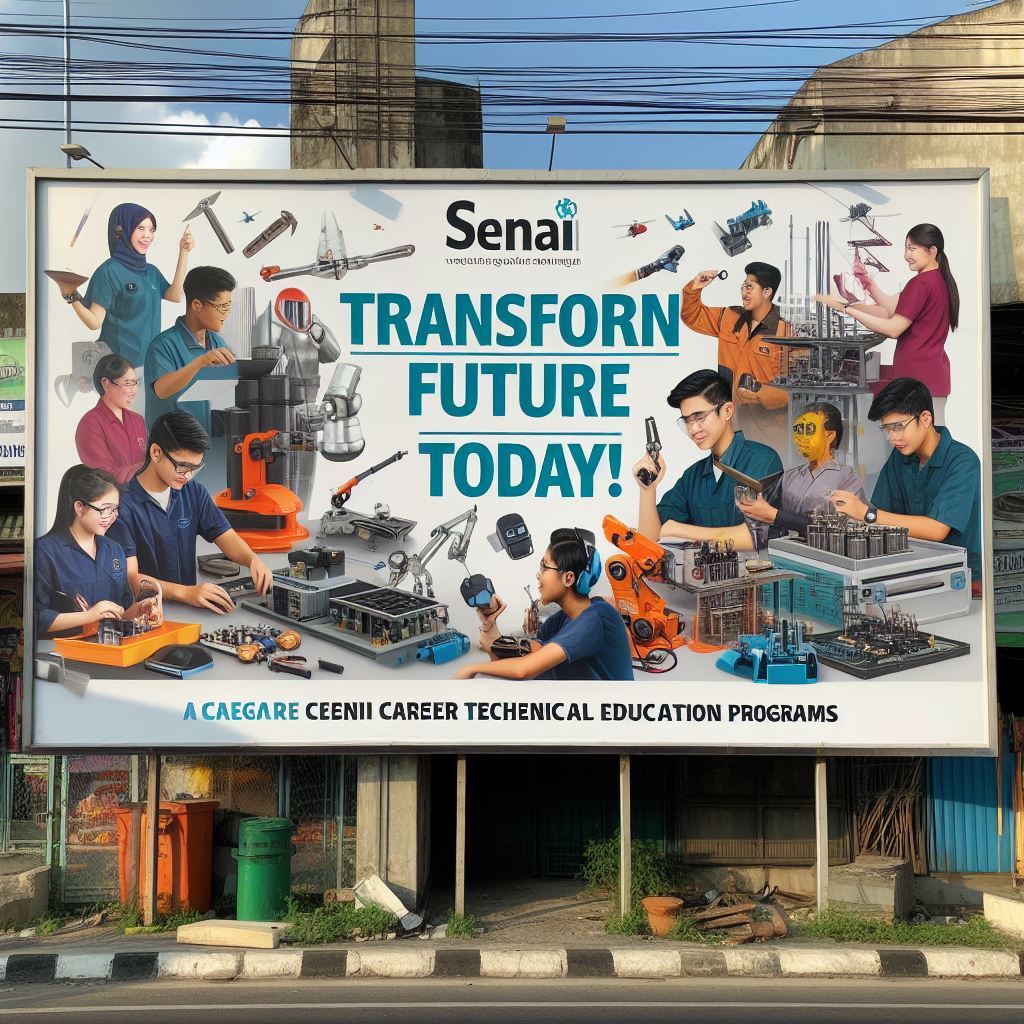 Senai
TRANSFORN
FUTURE
TODAY!
A CAEGARE CEENII CAREER TECHENICAL EDUCATION PROGRAMS